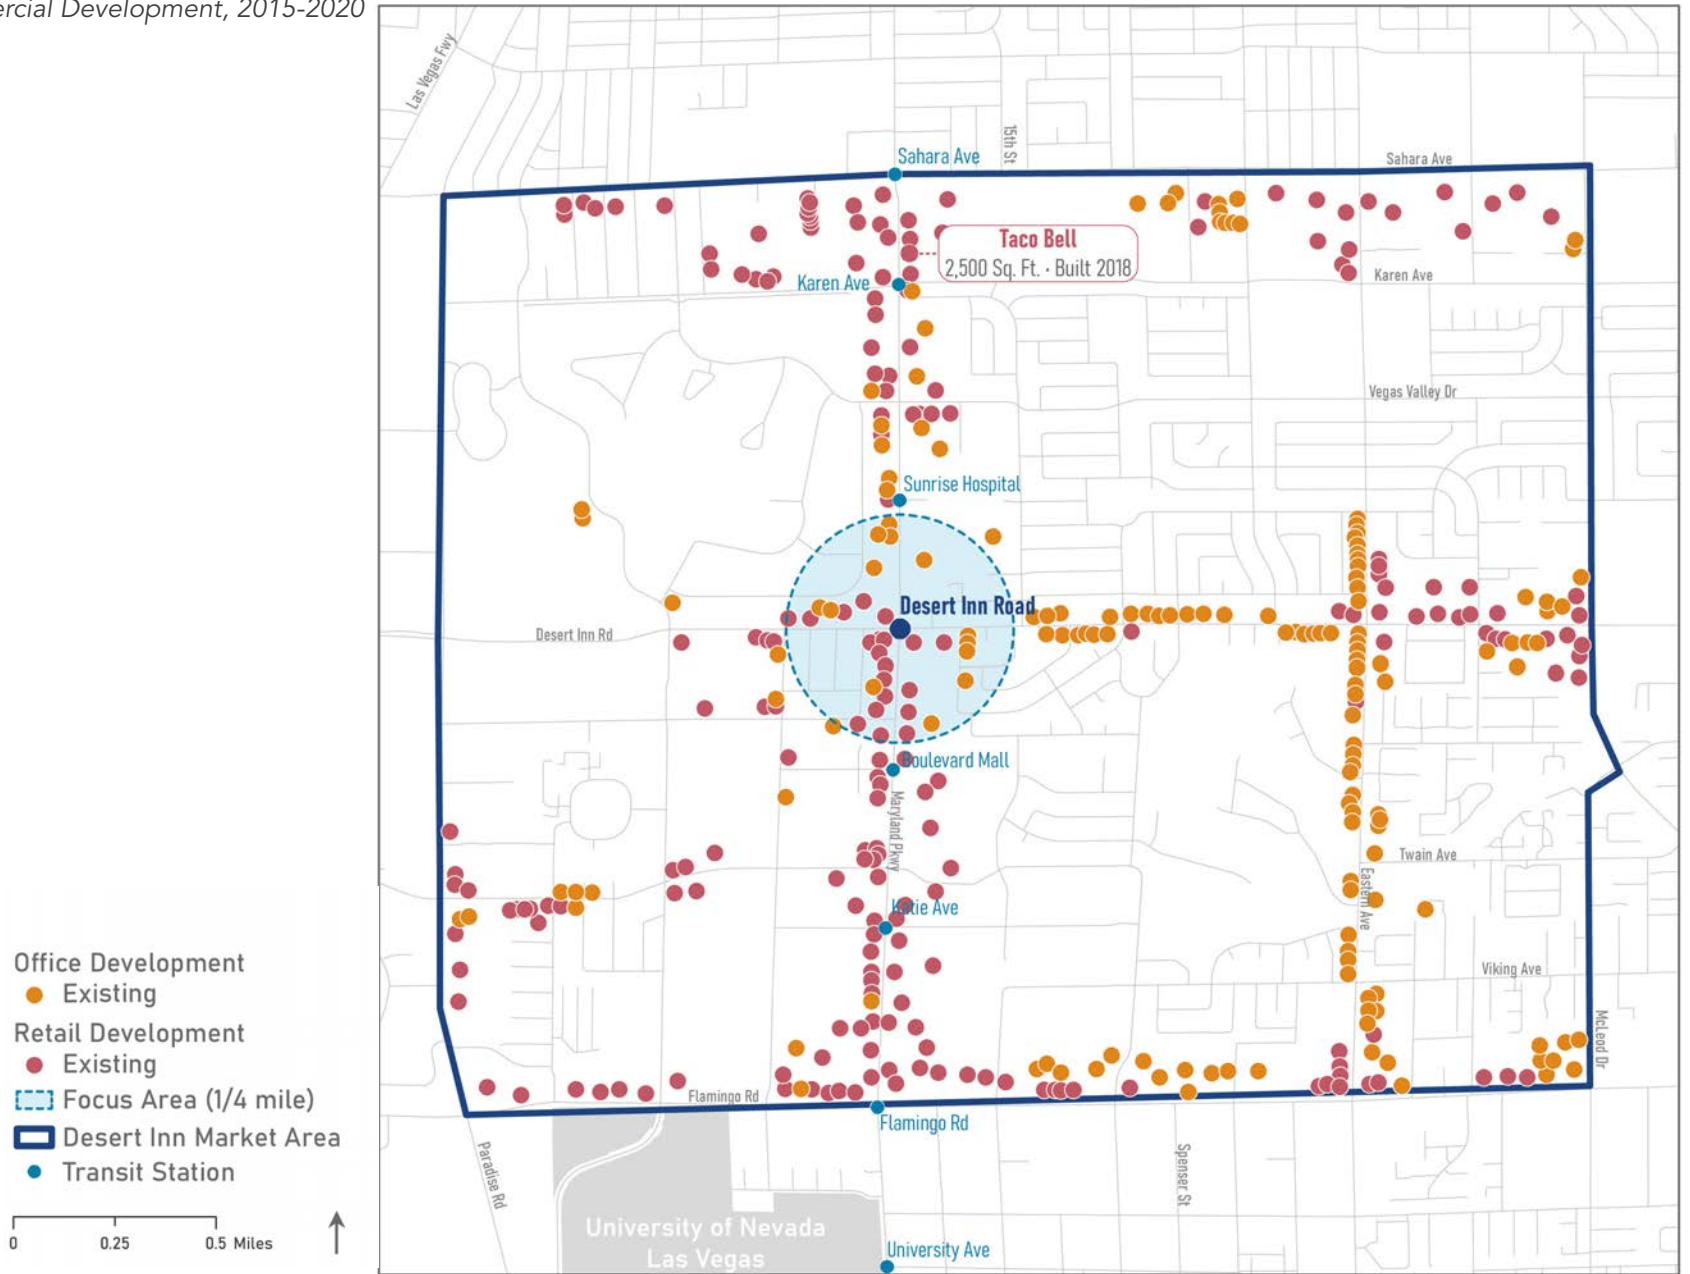 ercial Development, 2015-2020
Las Vegas Fwy
15th St
Sahara Ave
Sahara Ave
Taco Bell
2,500 Sq. Ft. · Built 2018
Karen Ave
Karen Ave
Vegas Valley Dr
Sunrise Hospital
Desert Inn Road
Desert Inn Rd
Boulevard Mall
Maryland Pkwy
Twain Ave
Eastern Ave
Katie Ave
Viking Ave
McLeod Dr
Flamingo Rd
Flamingo Rd
Paradise Rd
Spenser St
University of Nevada
Las Vegas
University Ave
Office Development
Existing
Retail Development
Existing
Focus Area (1/4 mile)
Desert Inn Market Area
Transit Station
0 0.25 0.5 Miles